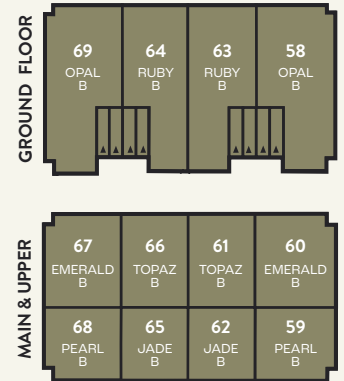 GROUND FLOOR
69
OPAL
B
64
RUBY
B
63
RUBY
B
58
OPAL
B
MAIN & UPPER
67
EMERALD
B
66
TOPAZ
B
61
TOPAZ
B
60
EMERALD
B
68
PEARL
B
65
JADE
B
62
JADE
B
59
PEARL
B